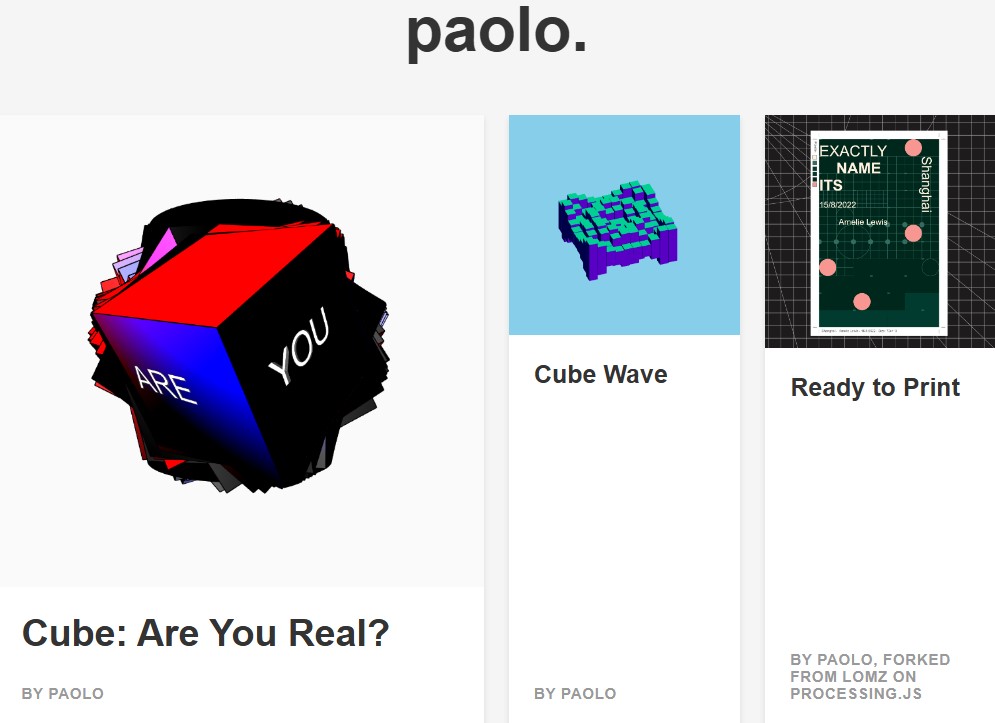 paolo.
ARE
YOU
EXACTLY
NAME
ITS
Shanghai
15/8/2022
Amelie Lewis
Cube: Are You Real?
BY PAOLO
Cube Wave
BY PAOLO
Ready to Print
BY PAOLO, FORKED
FROM LOMZ ON
PROCESSING.JS